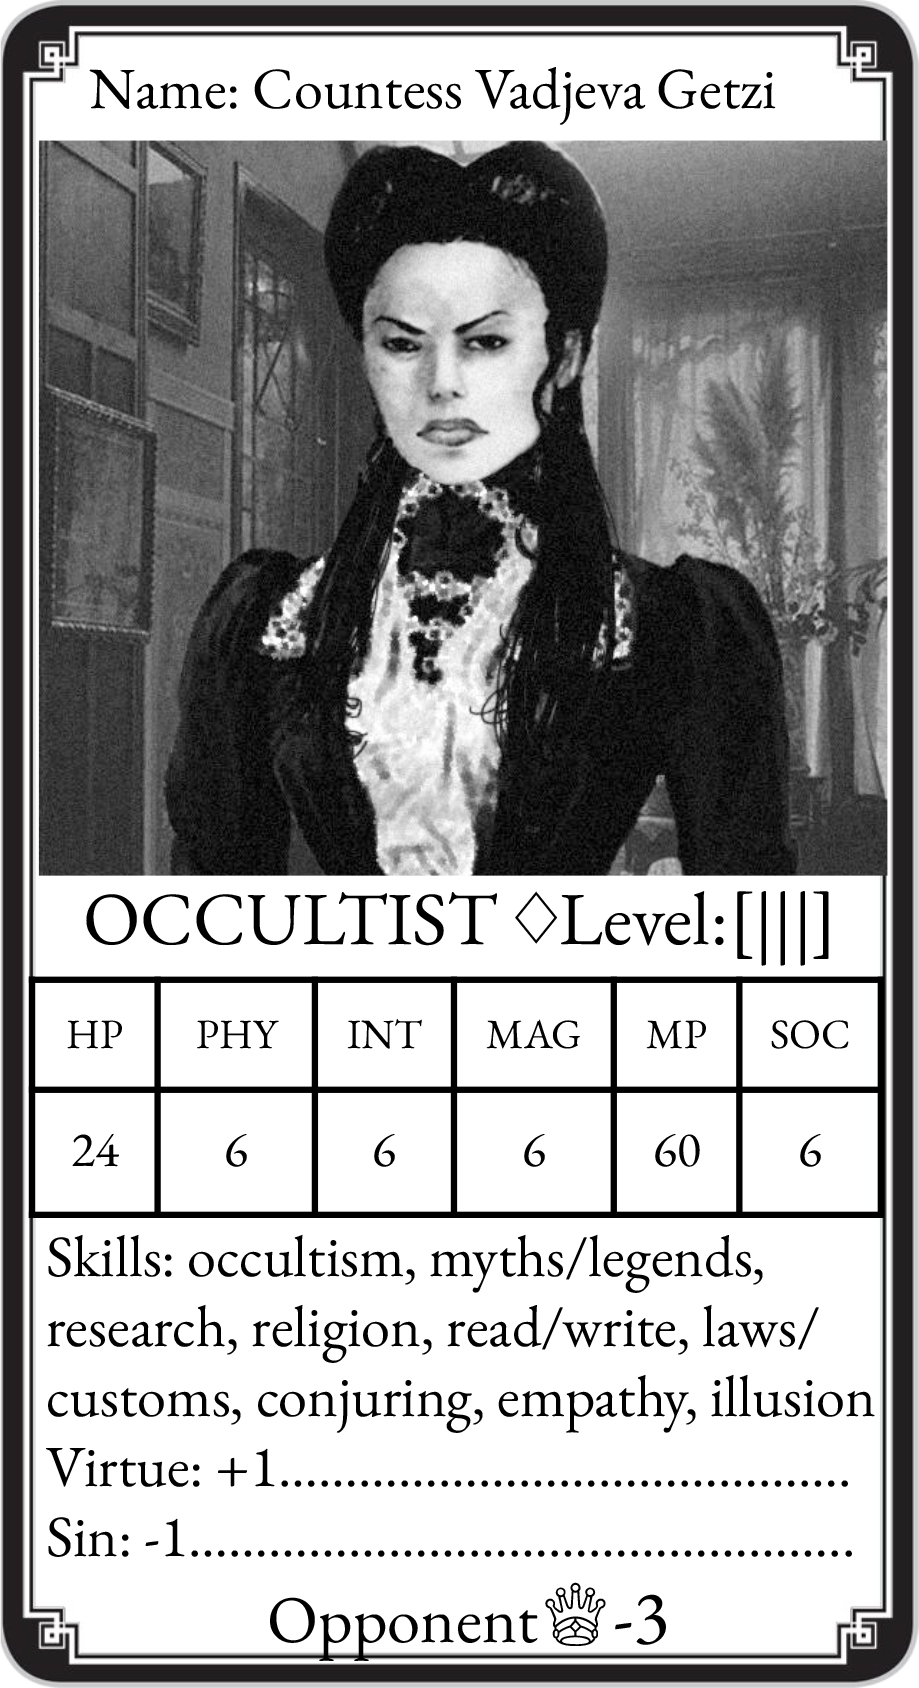 Name: Countess Vadjeva Getzi
OCCULTIST ♢Level:[|||]
HP PHY INT MAG MP SOC
24 6 6 6 60 6
Skills: occultism, myths/legends,
research, religion, read/write, laws/
customs, conjuring, empathy, illusion
Virtue: +1...........................................
Sin: -1..................................................
Opponent♕-3